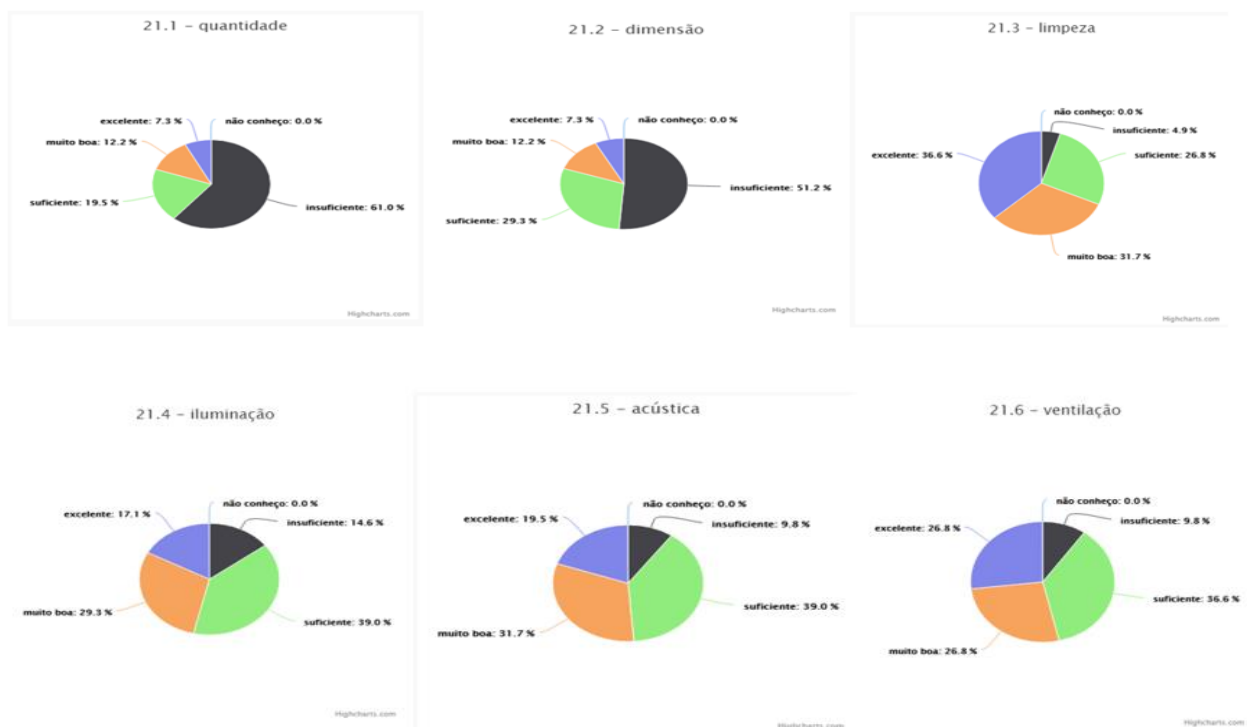 21.1 – quantidade
excelente: 7.3 %
não conheço: 0.0 %
muito boa: 12.2 %
suficiente: 19.5 %
insuficiente: 61.0 %
Highcharts.com
21.2 – dimensão
excelente: 7.3 %
não conheço: 0.0 %
muito boa: 12.2 %
insuficiente: 51.2 %
suficiente: 29.3 %
Highcharts.com
21.3 – limpeza
não conheço: 0.0 %
insuficiente: 4.9 %
excelente: 36.6 %
suficiente: 26.8 %
muito boa: 31.7 %
Highcharts.com
21.4 – iluminação
não conheço: 0.0 %
excelente: 17.1 %
insuficiente: 14.6 %
muito boa: 29.3 %
suficiente: 39.0 %
Highcharts.com
21.5 – acústica
não conheço: 0.0 %
excelente: 19.5 %
insuficiente: 9.8 %
suficiente: 39.0 %
muito boa: 31.7 %
Highcharts.com
21.6 – ventilação
não conheço: 0.0 %
insuficiente: 9.8 %
excelente: 26.8 %
suficiente: 36.6 %
muito boa: 26.8 %
Highcharts.com